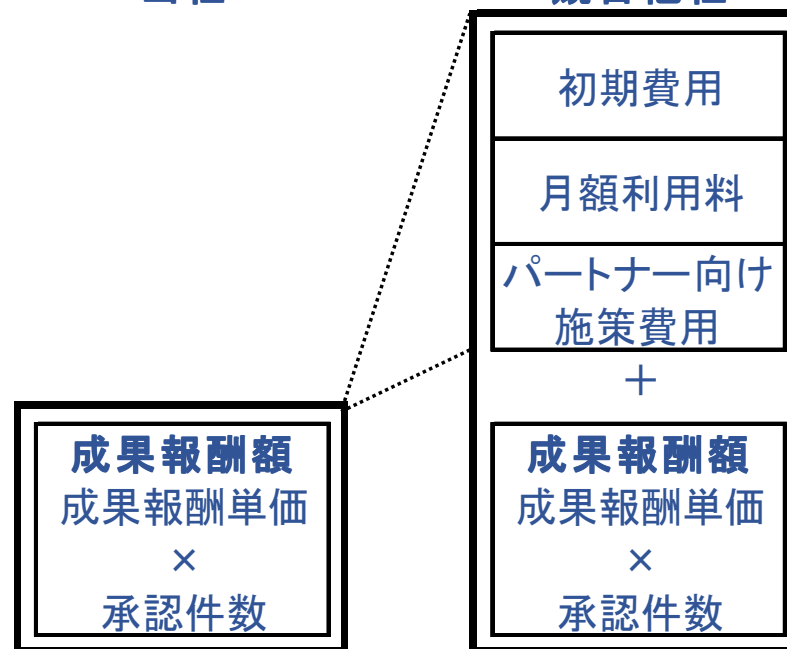 初期費用
月額利用料
パートナー向け
施策費用
＋
成果報酬額
成果報酬単価
×
承認件数
成果報酬額
成果報酬単価
×
承認件数